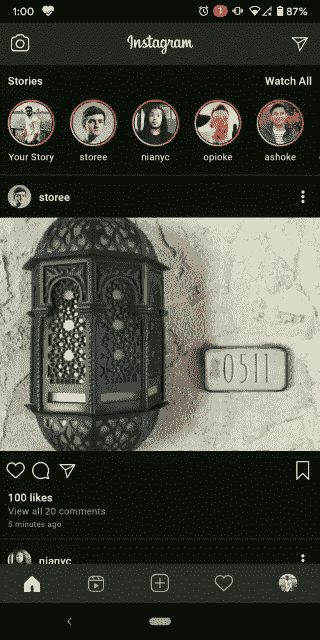 1:00 1 87%
Instagram
Stories Watch All
Your Story storee nianyc opioke ashoke
storee
0511
100 likes
View all 20 comments
5 minutes ago
nianyc